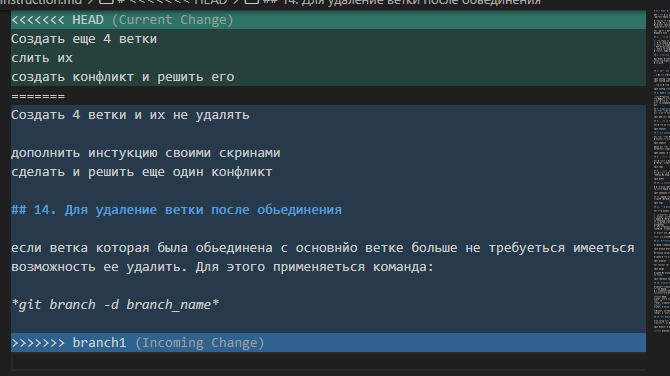 instruction.md > # <<<<<<< HEAD > ## 14. Для удаление ветки после обьединения
<<<<<<< HEAD (Current Change)
Создать еще 4 ветки
слить их
создать конфликт и решить его
=======
Создать 4 ветки и их не удалять
дополнить инстукцию своими скринами
сделать и решить еще один конфликт
## 14. Для удаление ветки после обьединения
если ветка которая была обьединена с основнйо ветке больше не требуеться имееться
возможность ее удалить. Для этого применяеться команда:
*git branch -d branch_name*
>>>>>>> branch1 (Incoming Change)